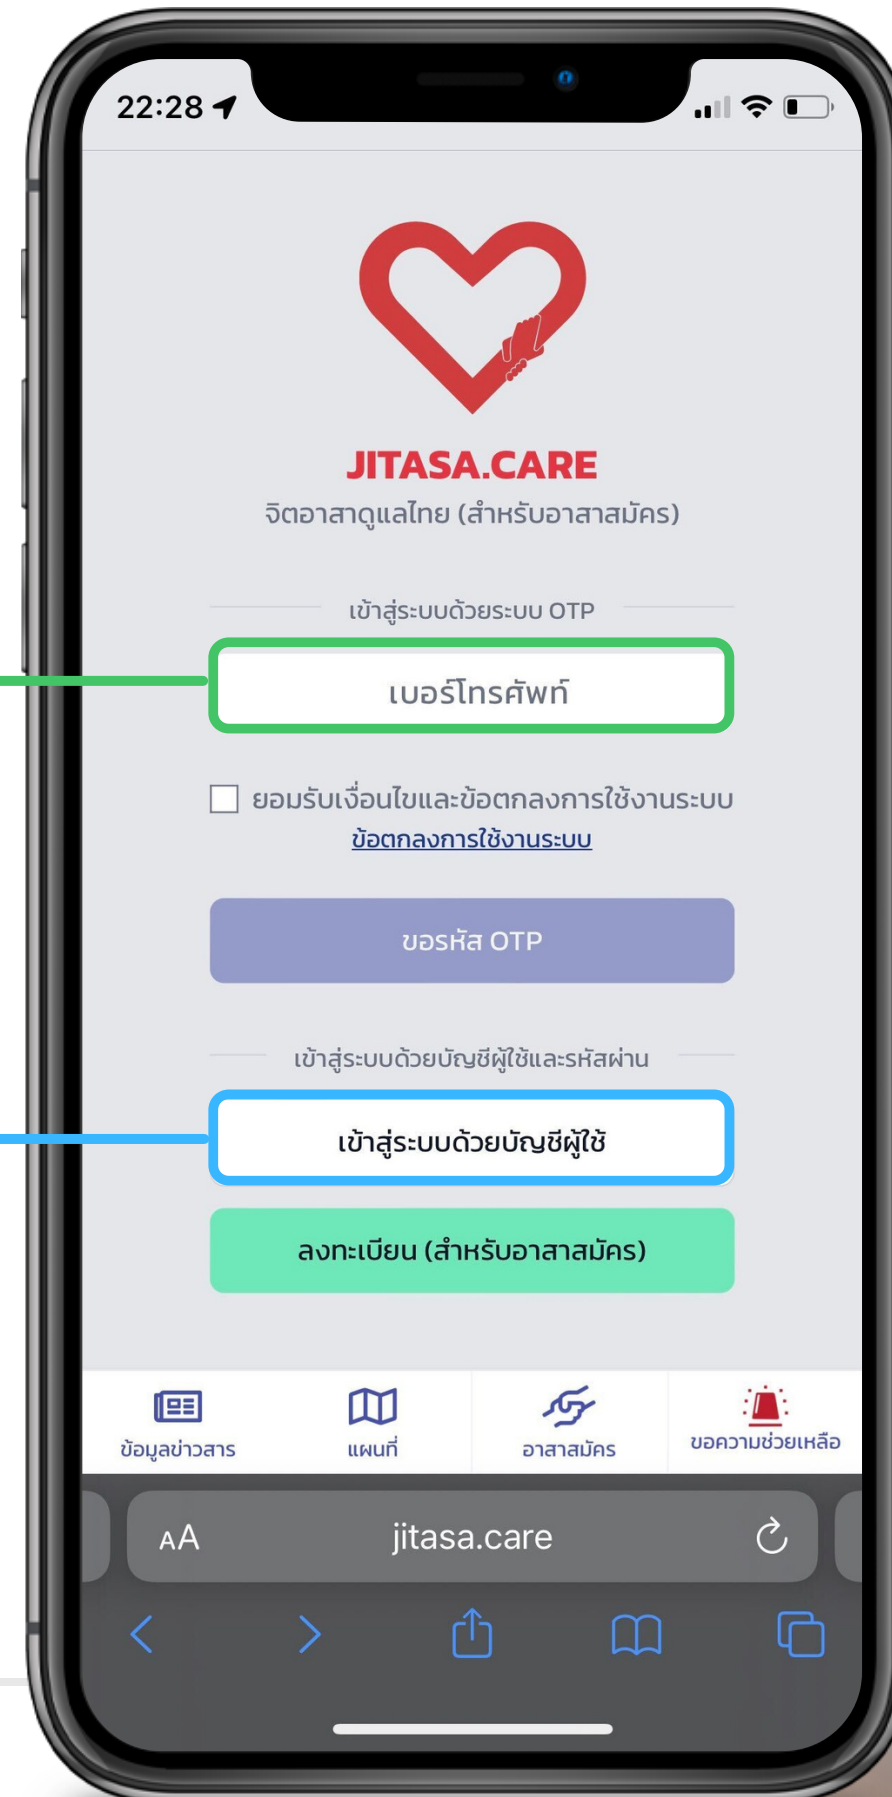 22:28
JITASA.CARE
จิตอาสาดูแลไทย (สำหรับอาสาสมัคร)
เข้าสู่ระบบด้วยระบบ OTP
เบอร์โทรศัพท์
ยอมรับเงื่อนไขและข้อตกลงการใช้งานระบบ
ข้อตกลงการใช้งานระบบ
ขอรหัส OTP
เข้าสู่ระบบด้วยบัญชีผู้ใช้และรหัสผ่าน
เข้าสู่ระบบด้วยบัญชีผู้ใช้
ลงทะเบียน (สำหรับอาสาสมัคร)
ข้อมูลข่าวสาร แผนที่ อาสาสมัคร ขอความช่วยเหลือ
AA jitasa.care